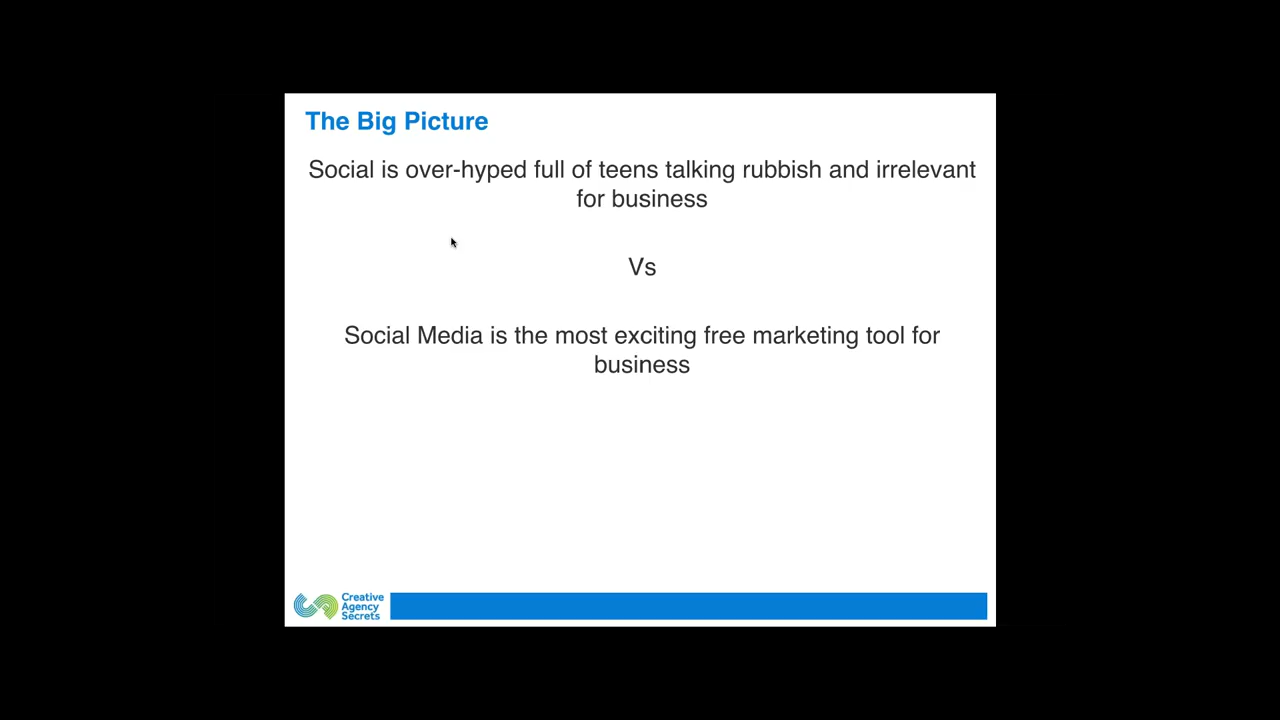 The Big Picture
Social is over-hyped full of teens talking rubbish and irrelevant
for business
Vs
Social Media is the most exciting free marketing tool for
business
Creative
Agency
Secrets